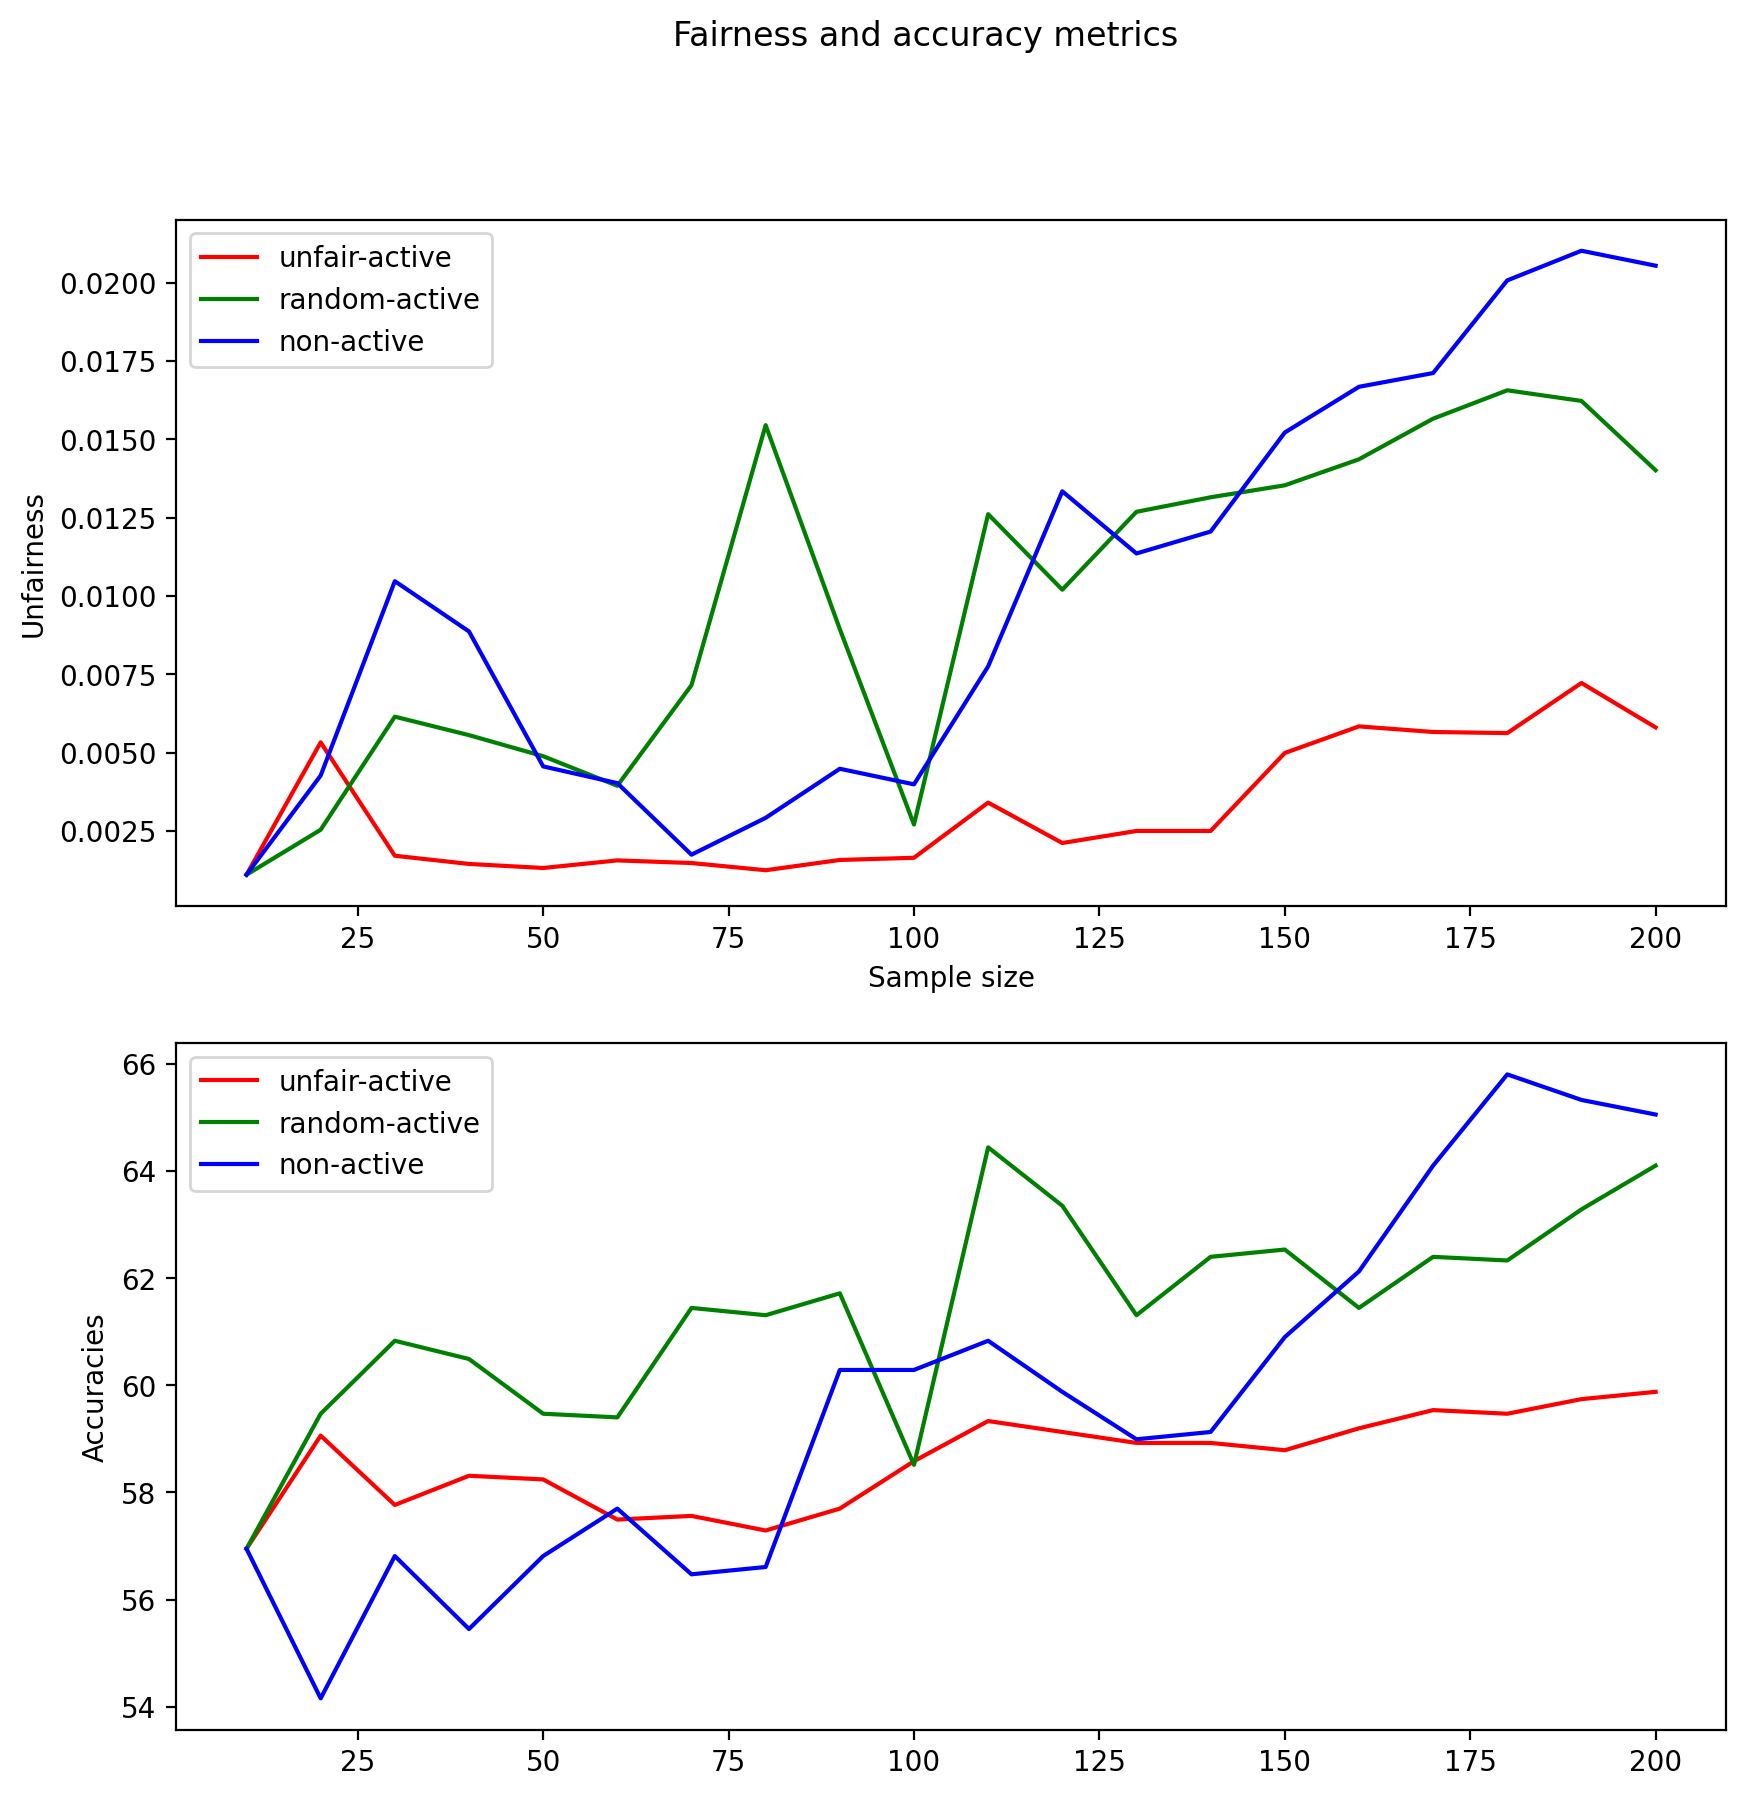 Fairness and accuracy metrics
unfair-active
random-active
non-active
0.0200
0.0175
0.0150
0.0125
0.0100
0.0075
0.0050
0.0025
Unfairness
25 50 75 100 125 150 175 200
Sample size
unfair-active
random-active
non-active
66
64
62
60
58
56
54
Accuracies
25 50 75 100 125 150 175 200